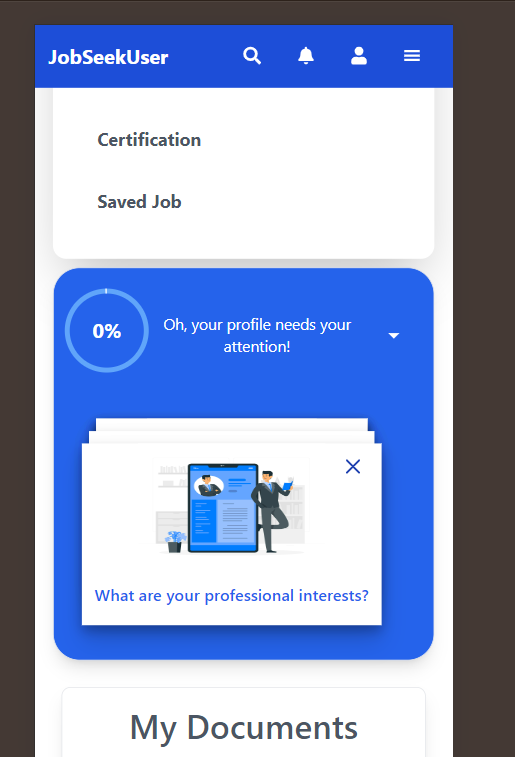 JobSeekUser
Certification
Saved Job
0%
Oh, your profile needs your
attention!
What are your professional interests?
My Documents